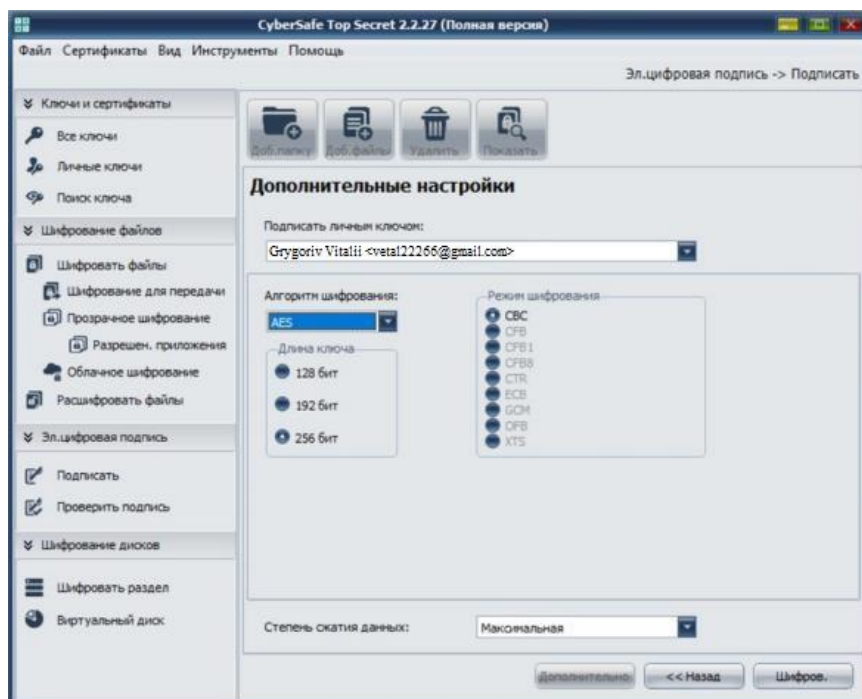 CyberSafe Top Secret 2.2.27 (Полная версия)
Файл Сертификаты Вид Инструменты Помощь
Эл.цифровая подпись -> Подписать
Ключи и сертификаты
Все ключи
Личные ключи
Поиск ключа
Шифрование файлов
Шифровать файлы
Шифрование для передачи
Прозрачное шифрование
Разрешен. приложения
Облачное шифрование
Расшифровать файлы
Эл.цифровая подпись
Подписать
Проверить подпись
Шифрование дисков
Шифровать раздел
Виртуальный диск
Доб.папку Доб.файлы Удалить Показать
Дополнительные настройки
Подписать личным ключом:
Grygoriv Vitalii <vetal22266@gmail.com>
Алгоритм шифрования:
AES
Длина ключа
128 бит
192 бит
256 бит
Режим шифрования
CBC
CFB
CFB1
CFB8
CTR
ECB
GCM
OFB
XTS
Степень сжатия данных:
Максимальная
Дополнительно << Назад Шифров.